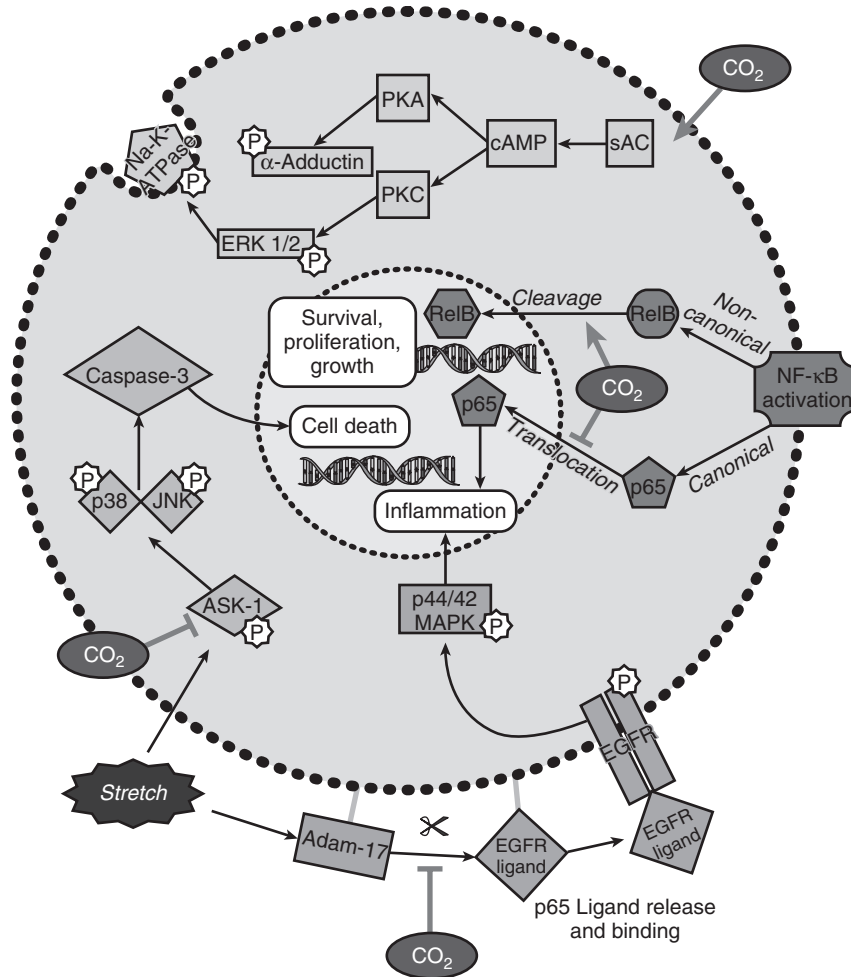 CO2
PKA
Na-K-
ATPase
P
P
α-Adductin
cAMP
sAC
PKC
ERK 1/2
P
Survival,
proliferation,
growth
RelB
Cleavage
RelB
Non-
canonical
CO2
NF-κB
activation
Caspase-3
p65
Translocation
p65
Canonical
Cell death
P
p38
P
JNK
Inflammation
ASK-1
P
p44/42
MAPK
P
CO2
P
EGFR
Stretch
Adam-17
EGFR
ligand
EGFR
ligand
p65 Ligand release
and binding
CO2